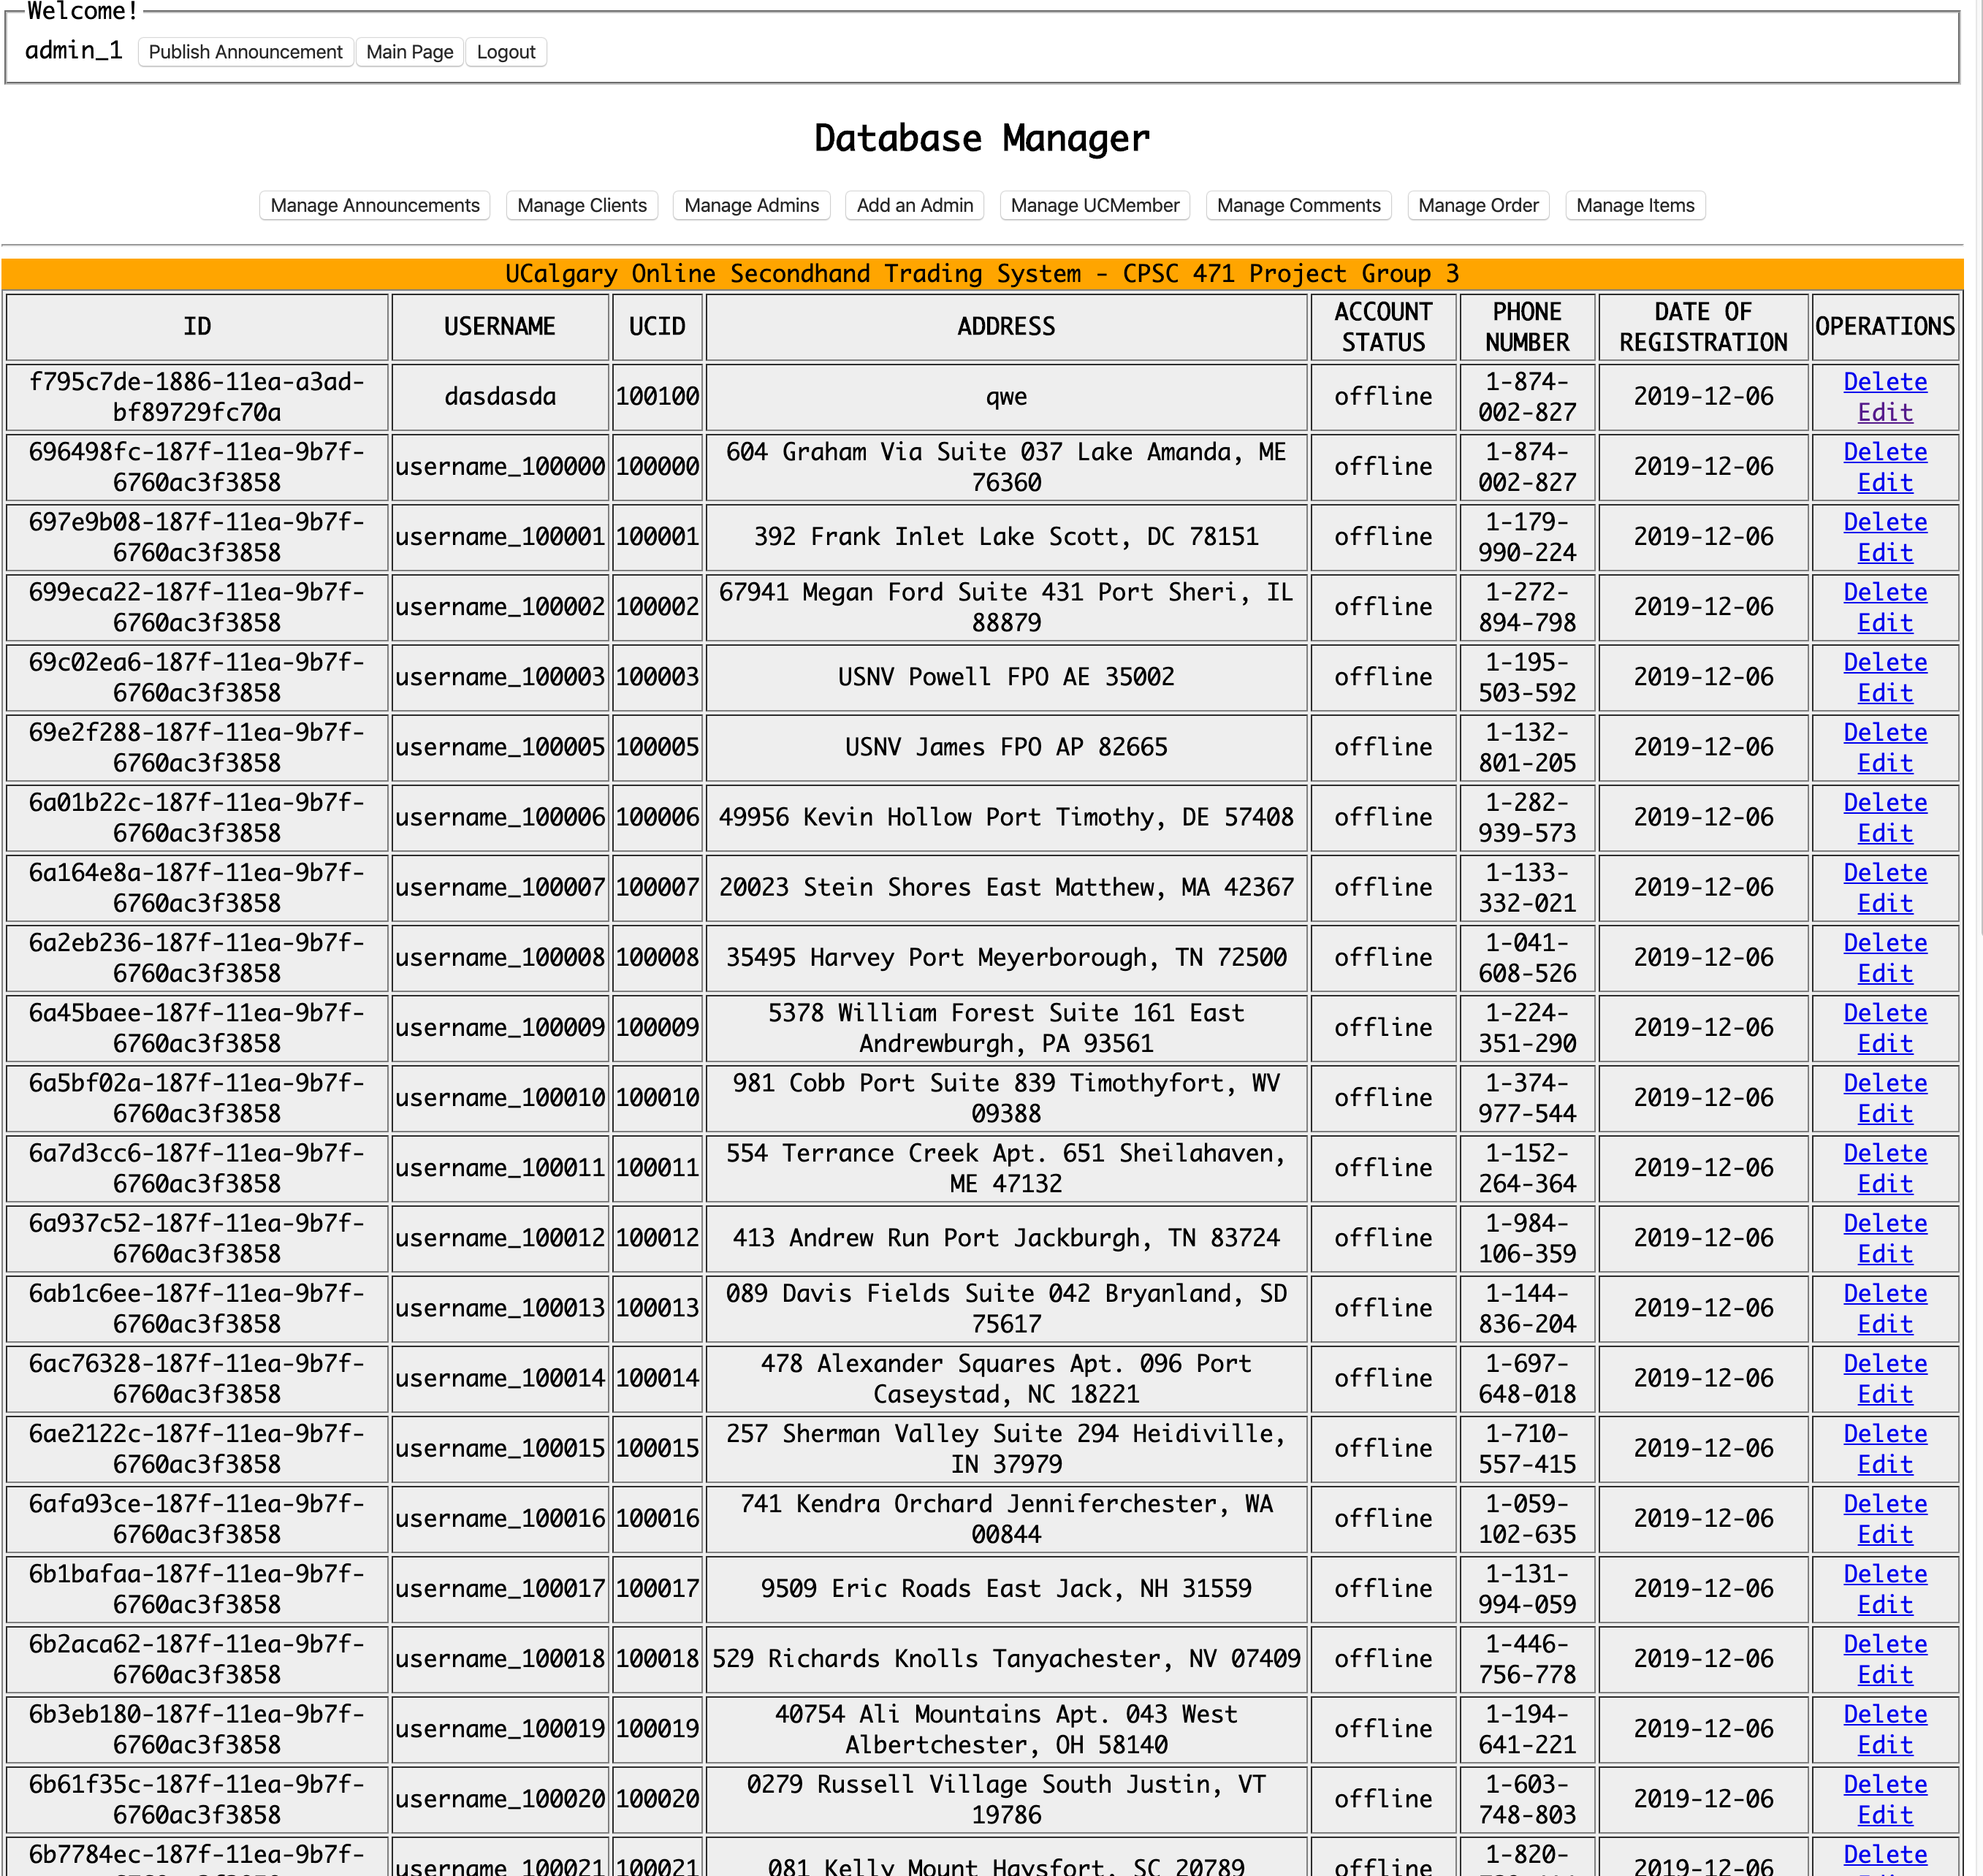 Welcome!
admin_1 Publish Announcement Main Page Logout
Database Manager
Manage Announcements Manage Clients Manage Admins Add an Admin Manage UCMember Manage Comments Manage Order Manage Items
UCalgary Online Secondhand Trading System - CPSC 471 Project Group 3
ID USERNAME UCID ADDRESS ACCOUNT STATUS PHONE NUMBER DATE OF REGISTRATION OPERATIONS
f795c7de-1886-11ea-a3ad-bf89729fc70a dasdasda 100100 qwe offline 1-874-002-827 2019-12-06 Delete Edit
696498fc-187f-11ea-9b7f-6760ac3f3858 username_100000 100000 604 Graham Via Suite 037 Lake Amanda, ME 76360 offline 1-874-002-827 2019-12-06 Delete Edit
697e9b08-187f-11ea-9b7f-6760ac3f3858 username_100001 100001 392 Frank Inlet Lake Scott, DC 78151 offline 1-179-990-224 2019-12-06 Delete Edit
699eca22-187f-11ea-9b7f-6760ac3f3858 username_100002 100002 67941 Megan Ford Suite 431 Port Sheri, IL 88879 offline 1-272-894-798 2019-12-06 Delete Edit
69c02ea6-187f-11ea-9b7f-6760ac3f3858 username_100003 100003 USNV Powell FPO AE 35002 offline 1-195-503-592 2019-12-06 Delete Edit
69e2f288-187f-11ea-9b7f-6760ac3f3858 username_100005 100005 USNV James FPO AP 82665 offline 1-132-801-205 2019-12-06 Delete Edit
6a01b22c-187f-11ea-9b7f-6760ac3f3858 username_100006 100006 49956 Kevin Hollow Port Timothy, DE 57408 offline 1-282-939-573 2019-12-06 Delete Edit
6a164e8a-187f-11ea-9b7f-6760ac3f3858 username_100007 100007 20023 Stein Shores East Matthew, MA 42367 offline 1-133-332-021 2019-12-06 Delete Edit
6a2eb236-187f-11ea-9b7f-6760ac3f3858 username_100008 100008 35495 Harvey Port Meyerborough, TN 72500 offline 1-041-608-526 2019-12-06 Delete Edit
6a45baee-187f-11ea-9b7f-6760ac3f3858 username_100009 100009 5378 William Forest Suite 161 East Andrewburgh, PA 93561 offline 1-224-351-290 2019-12-06 Delete Edit
6a5bf02a-187f-11ea-9b7f-6760ac3f3858 username_100010 100010 981 Cobb Port Suite 839 Timothyfort, WV 09388 offline 1-374-977-544 2019-12-06 Delete Edit
6a7d3cc6-187f-11ea-9b7f-6760ac3f3858 username_100011 100011 554 Terrance Creek Apt. 651 Sheilahaven, ME 47132 offline 1-152-264-364 2019-12-06 Delete Edit
6a937c52-187f-11ea-9b7f-6760ac3f3858 username_100012 100012 413 Andrew Run Port Jackburgh, TN 83724 offline 1-984-106-359 2019-12-06 Delete Edit
6ab1c6ee-187f-11ea-9b7f-6760ac3f3858 username_100013 100013 089 Davis Fields Suite 042 Bryanland, SD 75617 offline 1-144-836-204 2019-12-06 Delete Edit
6ac76328-187f-11ea-9b7f-6760ac3f3858 username_100014 100014 478 Alexander Squares Apt. 096 Port Caseystad, NC 18221 offline 1-697-648-018 2019-12-06 Delete Edit
6ae2122c-187f-11ea-9b7f-6760ac3f3858 username_100015 100015 257 Sherman Valley Suite 294 Heidiville, IN 37979 offline 1-710-557-415 2019-12-06 Delete Edit
6afa93ce-187f-11ea-9b7f-6760ac3f3858 username_100016 100016 741 Kendra Orchard Jenniferchester, WA 00844 offline 1-059-102-635 2019-12-06 Delete Edit
6b1bafaa-187f-11ea-9b7f-6760ac3f3858 username_100017 100017 9509 Eric Roads East Jack, NH 31559 offline 1-131-994-059 2019-12-06 Delete Edit
6b2aca62-187f-11ea-9b7f-6760ac3f3858 username_100018 100018 529 Richards Knolls Tanyachester, NV 07409 offline 1-446-756-778 2019-12-06 Delete Edit
6b3eb180-187f-11ea-9b7f-6760ac3f3858 username_100019 100019 40754 Ali Mountains Apt. 043 West Albertchester, OH 58140 offline 1-194-641-221 2019-12-06 Delete Edit
6b61f35c-187f-11ea-9b7f-6760ac3f3858 username_100020 100020 0279 Russell Village South Justin, VT 19786 offline 1-603-748-803 2019-12-06 Delete Edit
6b7784ec-187f-11ea-9b7f- username_100021 100021 081 Kelly Mount Haysfort, SC 20789 offline 1-820- 2019-12-06 Delete